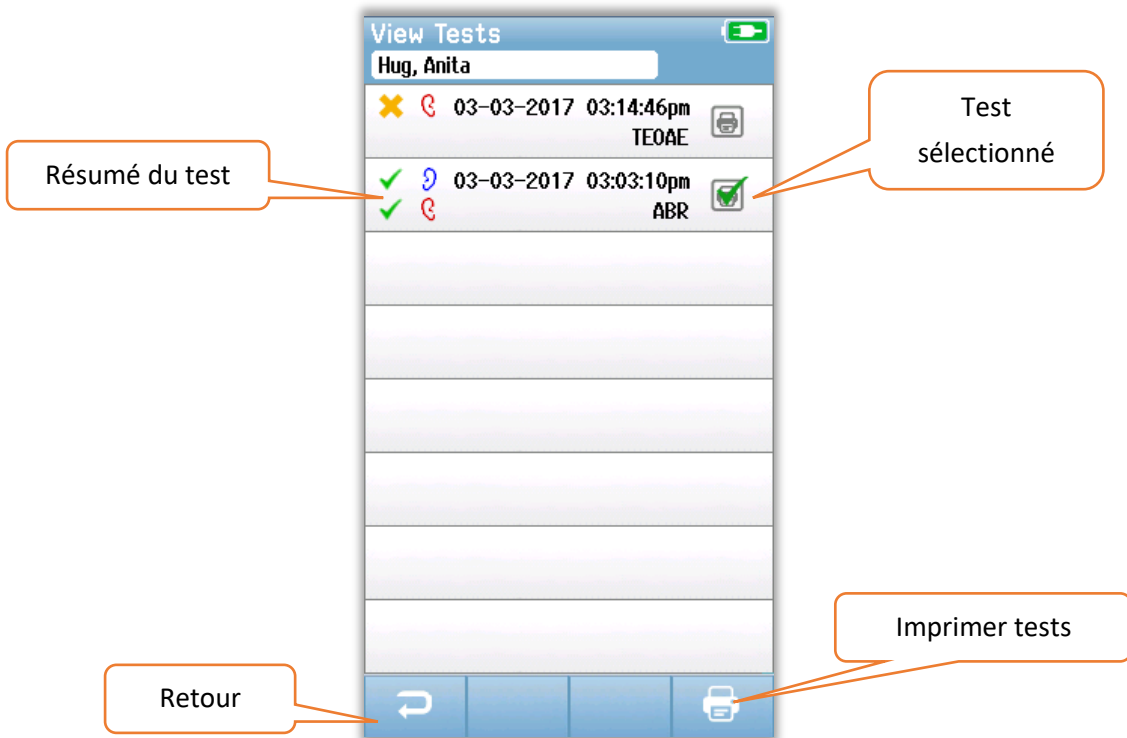 View Tests
Hug, Anita
03-03-2017 03:14:46pm
TEOAE
Test
sélectionné
Résumé du test
03-03-2017 03:03:10pm
ABR
Imprimer tests
Retour